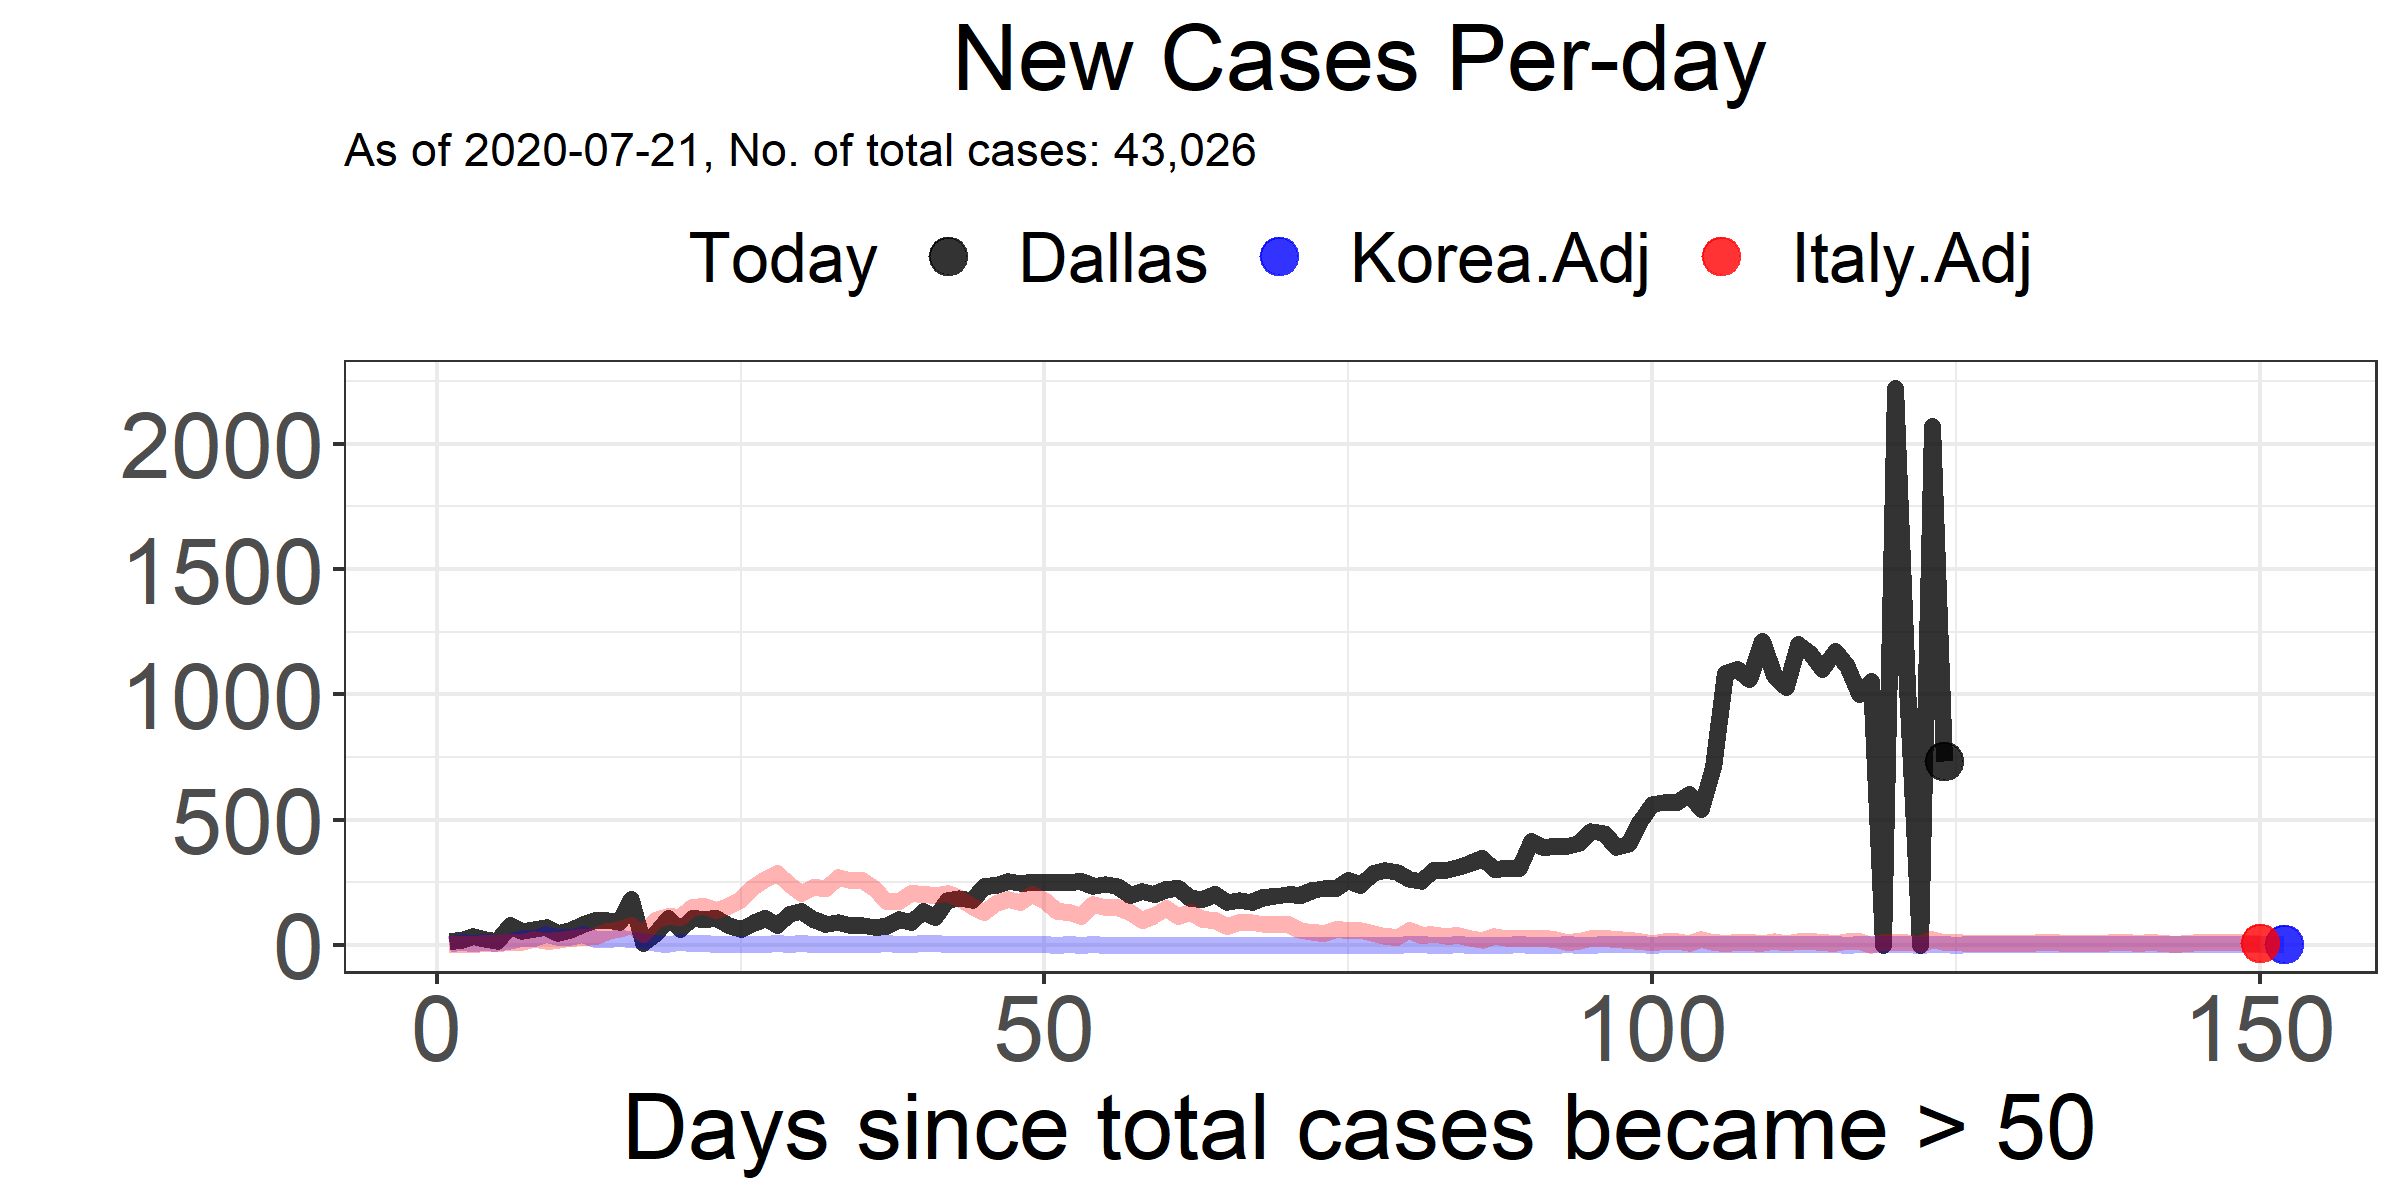 New Cases Per-day
As of 2020-07-21, No. of total cases: 43,026
Today Dallas Korea.Adj Italy.Adj
2000
1500
1000
500
0
0 50 100 150
Days since total cases became > 50